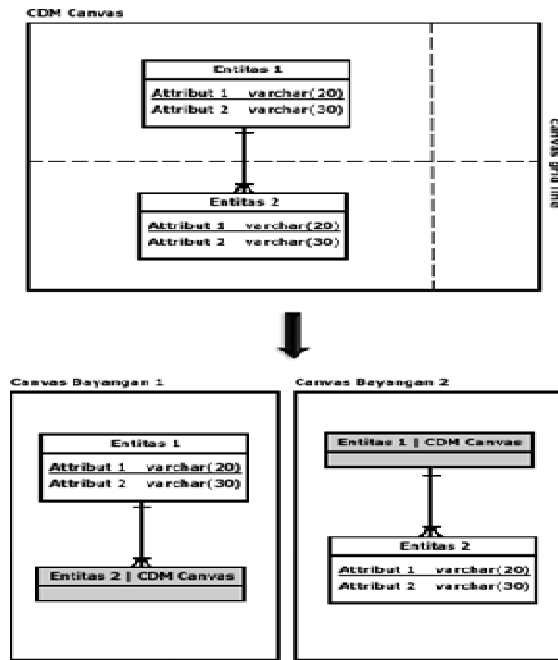 CDM Canvas
Entitas 1
Attribut 1 varchar(20)
Attribut 2 varchar(30)
Canvas grid line
Entitas 2
Attribut 1 varchar(20)
Attribut 2 varchar(30)
Canvas Bayangan 1
Entitas 1
Attribut 1 varchar(20)
Attribut 2 varchar(30)
Entitas 2 | CDM Canvas
Canvas Bayangan 2
Entitas 1 | CDM Canvas
Entitas 2
Attribut 1 varchar(20)
Attribut 2 varchar(30)